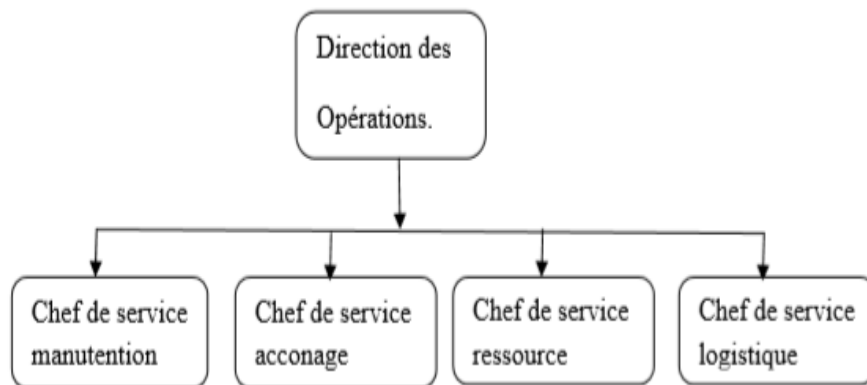 Direction des
Opérations.
Chef de service
manutention
Chef de service
acconage
Chef de service
ressource
Chef de service
logistique